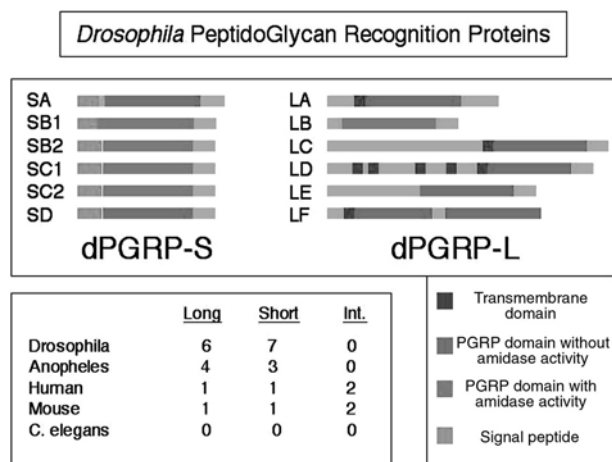 Drosophila PeptidoGlycan Recognition Proteins
SA
SB1
SB2
SC1
SC2
SD
dPGRP-S
LA
LB
LC
LD
LE
LF
dPGRP-L
Long Short Int.
Drosophila 6 7 0
Anopheles 4 3 0
Human 1 1 2
Mouse 1 1 2
C. elegans 0 0 0
Transmembrane
domain
PGRP domain without
amidase activity
PGRP domain with
amidase activity
Signal peptide